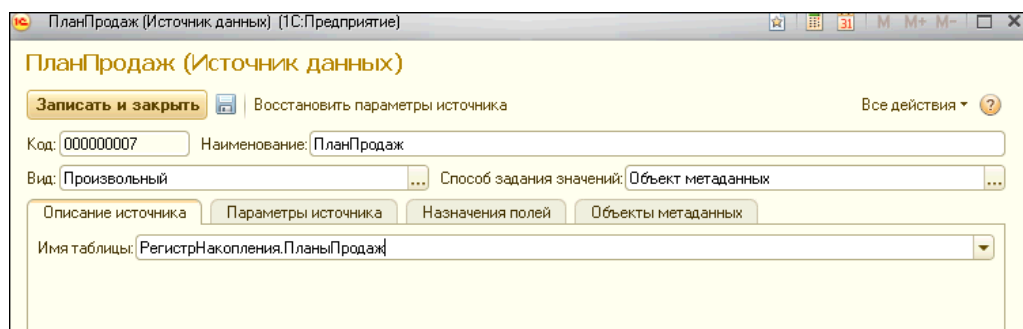 ПланПродаж (Источник данных) (1С:Предприятие) 31 M M+ M-
ПланПродаж (Источник данных)
Записать и закрыть Восстановить параметры источника Все действия ?
Код: 000000007 Наименование: ПланПродаж
Вид: Произвольный ... Способ задания значений: Объект метаданных ...
Описание источника Параметры источника Назначения полей Объекты метаданных
Имя таблицы: РегистрНакопления.ПланыПродаж